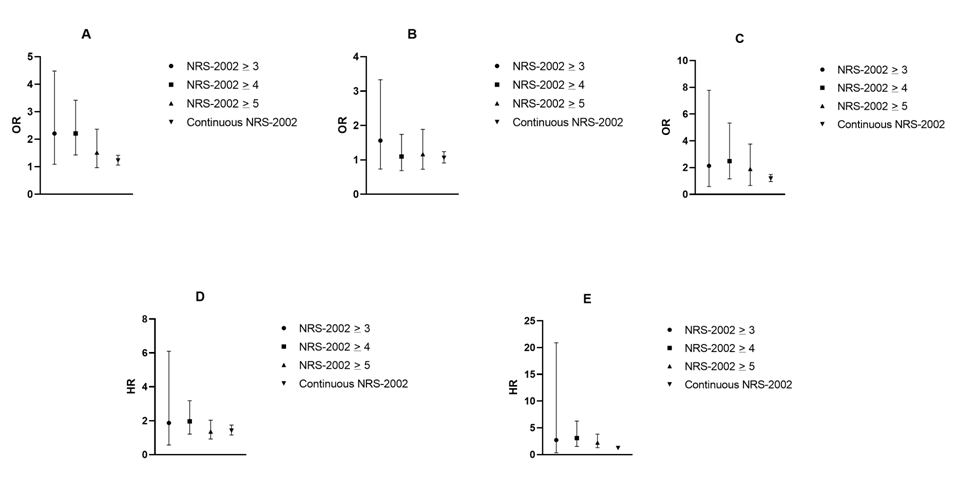 A
5
4
3
2
1
0
OR
NRS-2002 ≥ 3
NRS-2002 ≥ 4
NRS-2002 ≥ 5
Continuous NRS-2002
B
4
3
2
1
0
OR
NRS-2002 ≥ 3
NRS-2002 ≥ 4
NRS-2002 ≥ 5
Continuous NRS-2002
C
10
8
6
4
2
0
OR
NRS-2002 ≥ 3
NRS-2002 ≥ 4
NRS-2002 ≥ 5
Continuous NRS-2002
D
8
6
4
2
0
HR
NRS-2002 ≥ 3
NRS-2002 ≥ 4
NRS-2002 ≥ 5
Continuous NRS-2002
E
25
20
15
10
5
0
HR
NRS-2002 ≥ 3
NRS-2002 ≥ 4
NRS-2002 ≥ 5
Continuous NRS-2002